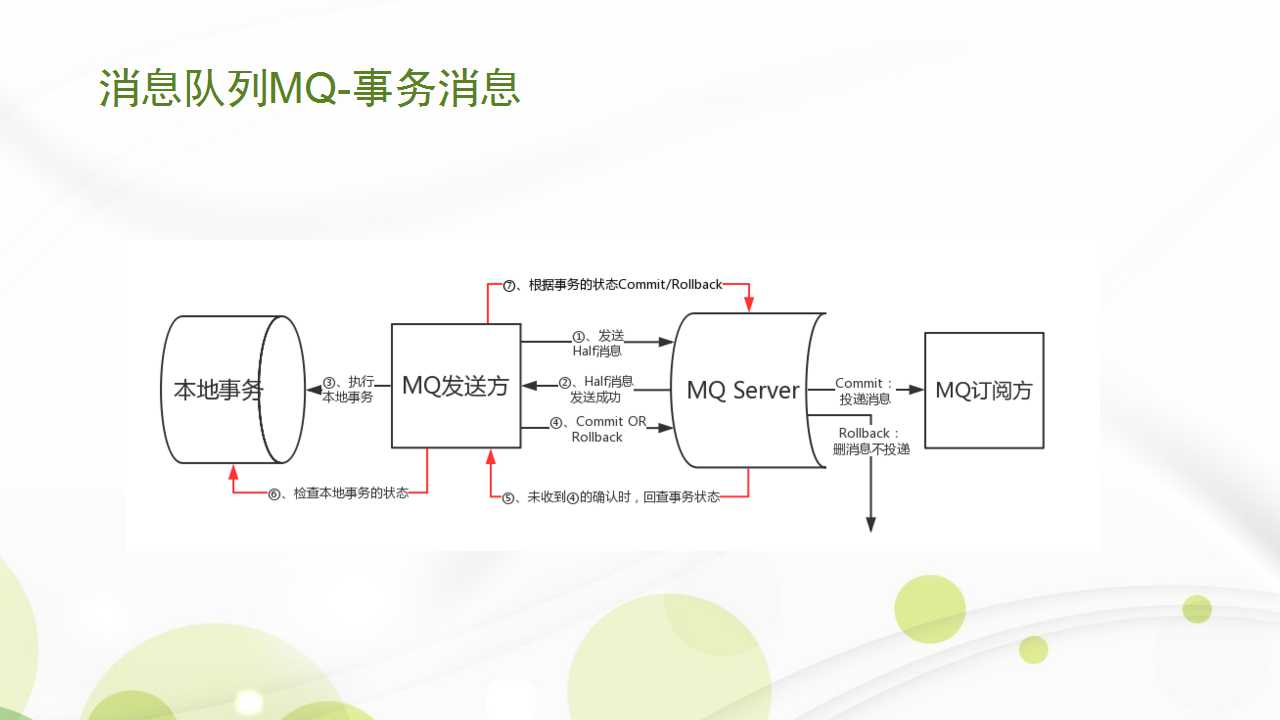 消息队列MQ-事务消息
⑦、根据事务的状态Commit/Rollback
①、发送
Half消息
本地事务
③、执行
本地事务
MQ发送方
②、Half消息
发送成功
MQ Server
Commit：
投递消息
MQ订阅方
④、Commit OR
Rollback
Rollback：
删消息不投递
⑥、检查本地事务的状态
⑤、未收到④的确认时，回查事务状态